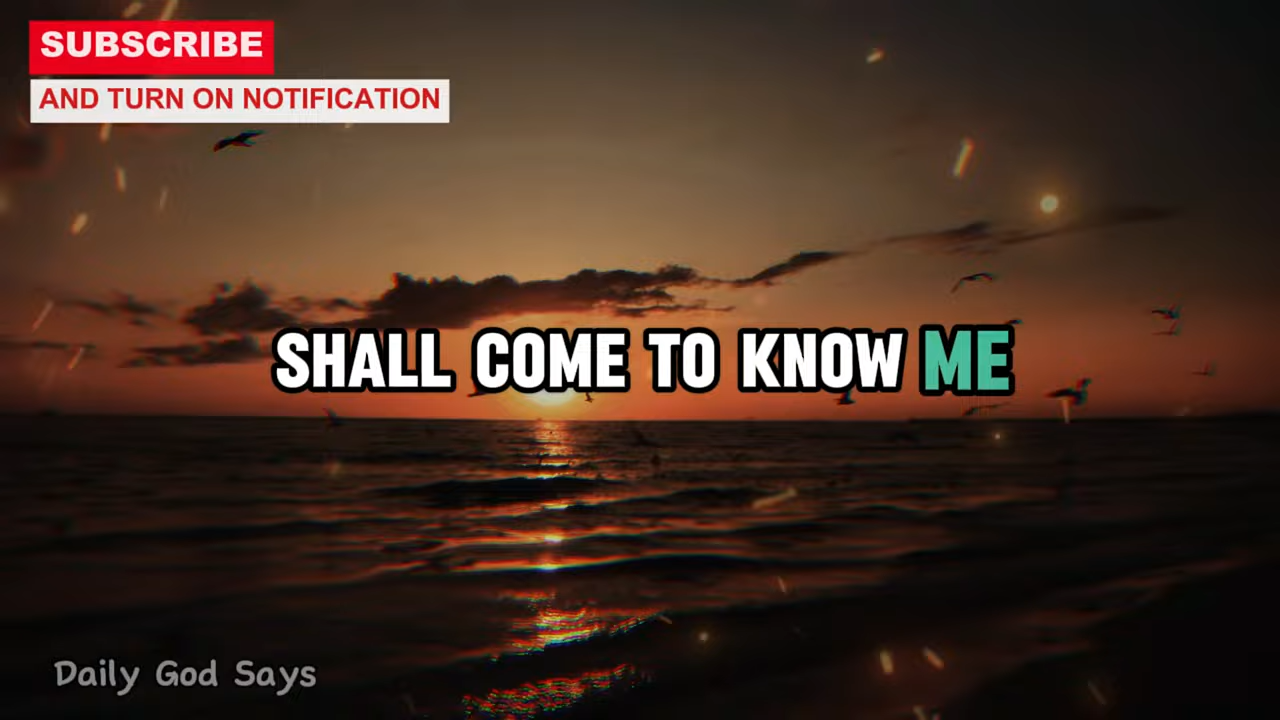 SUBSCRIBE
AND TURN ON NOTIFICATION
SHALL COME TO KNOW ME
Daily God Says